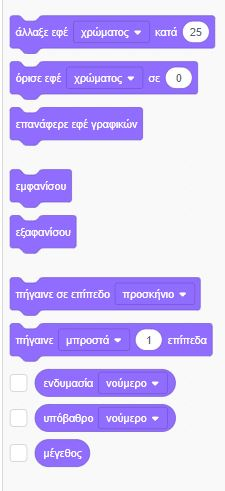 άλλαξε εφέ χρώματος κατά 25
όρισε εφέ χρώματος σε 0
επανάφερε εφέ γραφικών
εμφανίσου
εξαφανίσου
πήγαινε σε επίπεδο προσκήνιο
πήγαινε μπροστά 1 επίπεδα
ενδυμασία νούμερο
υπόβαθρο νούμερο
μέγεθος